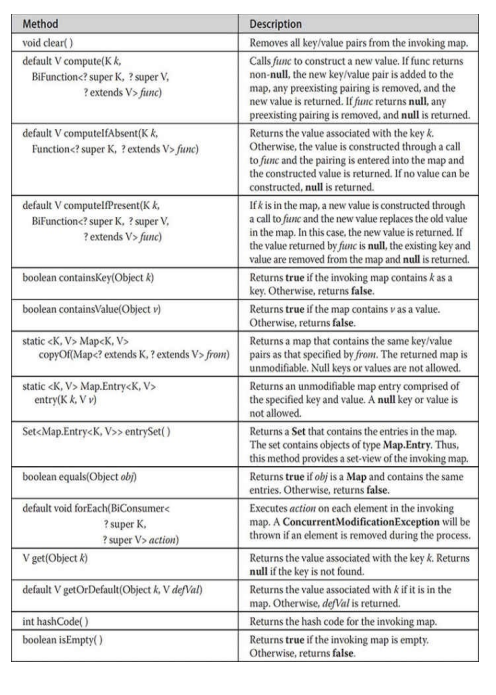 Method Description
void clear( ) Removes all key/value pairs from the invoking map.
default V compute(K k,
BiFunction<? super K, ? super V,
? extends V> func)
Calls func to construct a new value. If func returns
non-null, the new key/value pair is added to the
map, any preexisting pairing is removed, and the
new value is returned. If func returns null, any
preexisting pairing is removed, and null is returned.
default V computeIfAbsent(K k,
Function<? super K, ? extends V> func)
Returns the value associated with the key k.
Otherwise, the value is constructed through a call
to func and the pairing is entered into the map and
the constructed value is returned. If no value can be
constructed, null is returned.
default V computeIfPresent(K k,
BiFunction<? super K, ? super V,
? extends V> func)
If k is in the map, a new value is constructed through
a call to func and the new value replaces the old value
in the map. In this case, the new value is returned. If
the value returned by func is null, the existing key and
value are removed from the map and null is returned.
boolean containsKey(Object k)
Returns true if the invoking map contains k as a
key. Otherwise, returns false.
boolean containsValue(Object v)
Returns true if the map contains v as a value.
Otherwise, returns false.
static <K, V> Map<K, V>
copyOf(Map<? extends K, ? extends V> from)
Returns a map that contains the same key/value
pairs as that specified by from. The returned map is
unmodifiable. Null keys or values are not allowed.
static <K, V> Map.Entry<K, V>
entry(K k, V v)
Returns an unmodifiable map entry comprised of
the specified key and value. A null key or value is
not allowed.
Set<Map.Entry<K, V>> entrySet( )
Returns a Set that contains the entries in the map.
The set contains objects of type Map.Entry. Thus,
this method provides a set-view of the invoking map.
boolean equals(Object obj)
Returns true if obj is a Map and contains the same
entries. Otherwise, returns false.
default void forEach(BiConsumer<
? super K,
? super V> action)
Executes action on each element in the invoking
map. A ConcurrentModificationException will be
thrown if an element is removed during the process.
V get(Object k)
Returns the value associated with the key k. Returns
null if the key is not found.
default V getOrDefault(Object k, V defVal)
Returns the value associated with k if it is in the
map. Otherwise, defVal is returned.
int hashCode( ) Returns the hash code for the invoking map.
boolean isEmpty( )
Returns true if the invoking map is empty.
Otherwise, returns false.